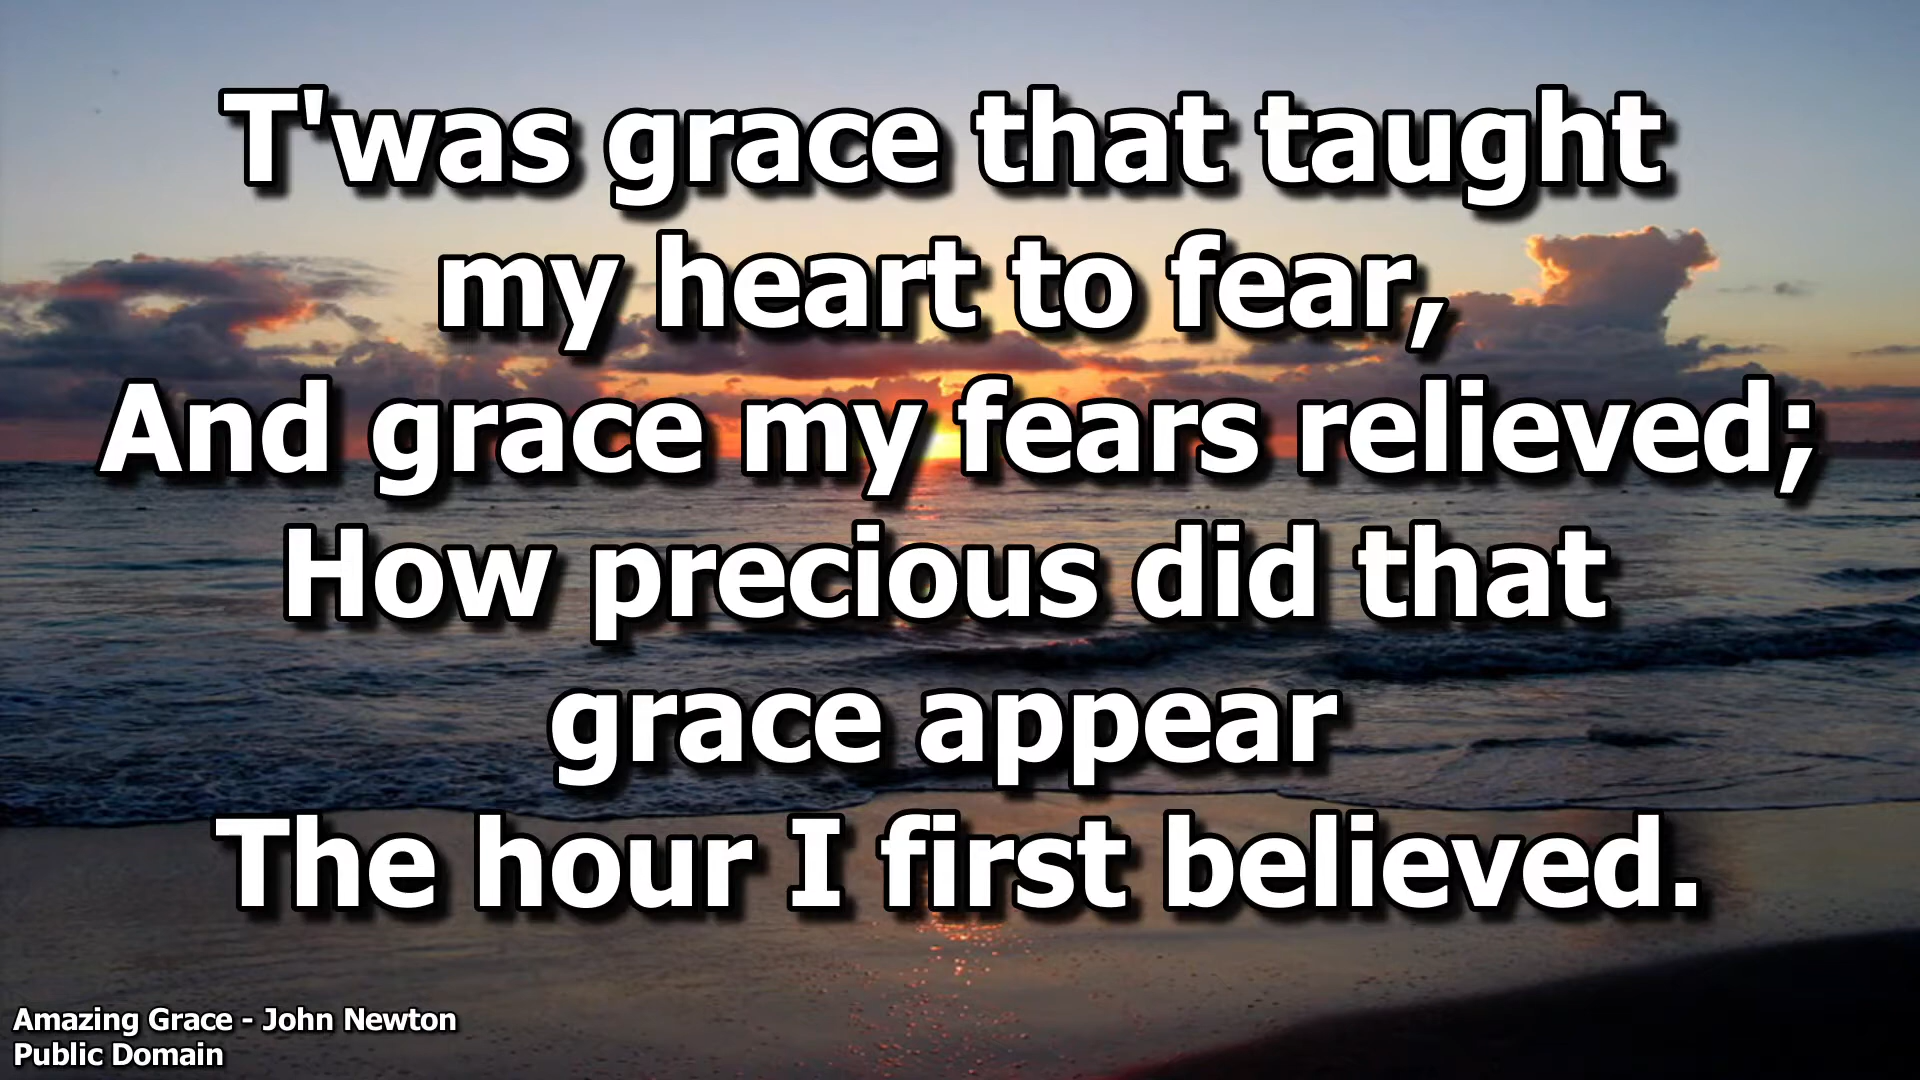 T'was grace that taught
my heart to fear,
And grace my fears relieved;
How precious did that
grace appear
The hour I first believed.
Amazing Grace - John Newton
Public Domain